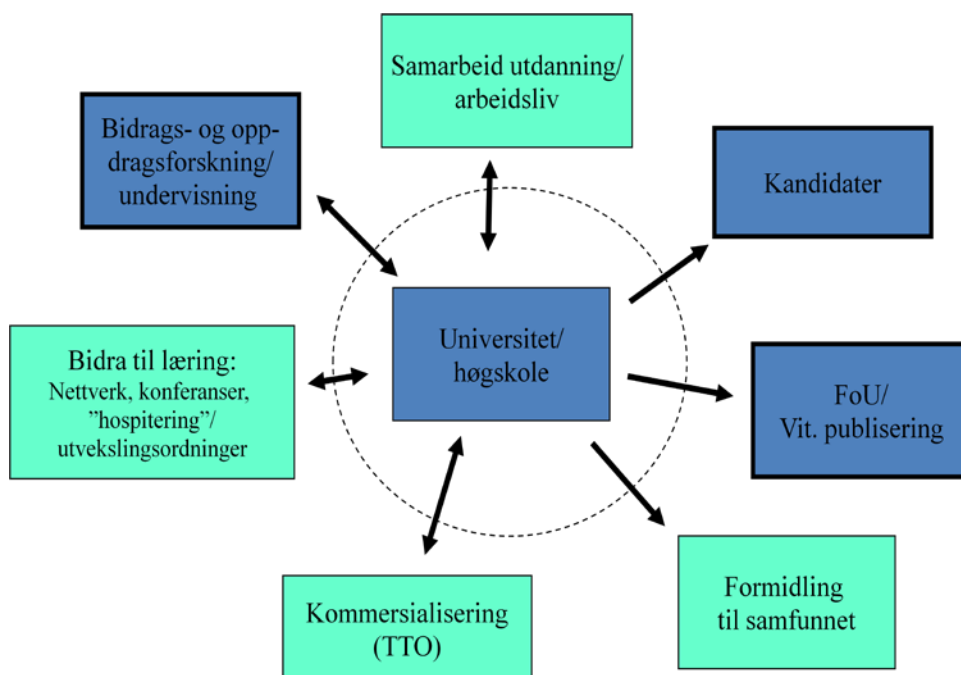 Samarbeid utdanning/
arbeidsliv
Bidrags- og opp-
dragsforskning/
undervisning
Kandidater
Universitet/
høgskole
Bidra til læring:
Nettverk, konferanser,
”hospitering”/
utvekslingsordninger
FoU/
Vit. publisering
Formidling
til samfunnet
Kommersialisering
(TTO)